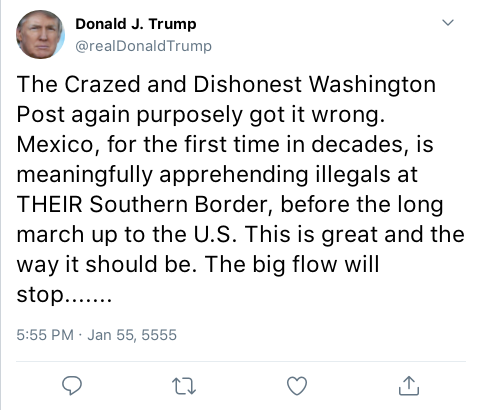 Donald J. Trump
@realDonaldTrump
The Crazed and Dishonest Washington
Post again purposely got it wrong.
Mexico, for the first time in decades, is
meaningfully apprehending illegals at
THEIR Southern Border, before the long
march up to the U.S. This is great and the
way it should be. The big flow will
stop.......
5:55 PM · Jan 55, 5555